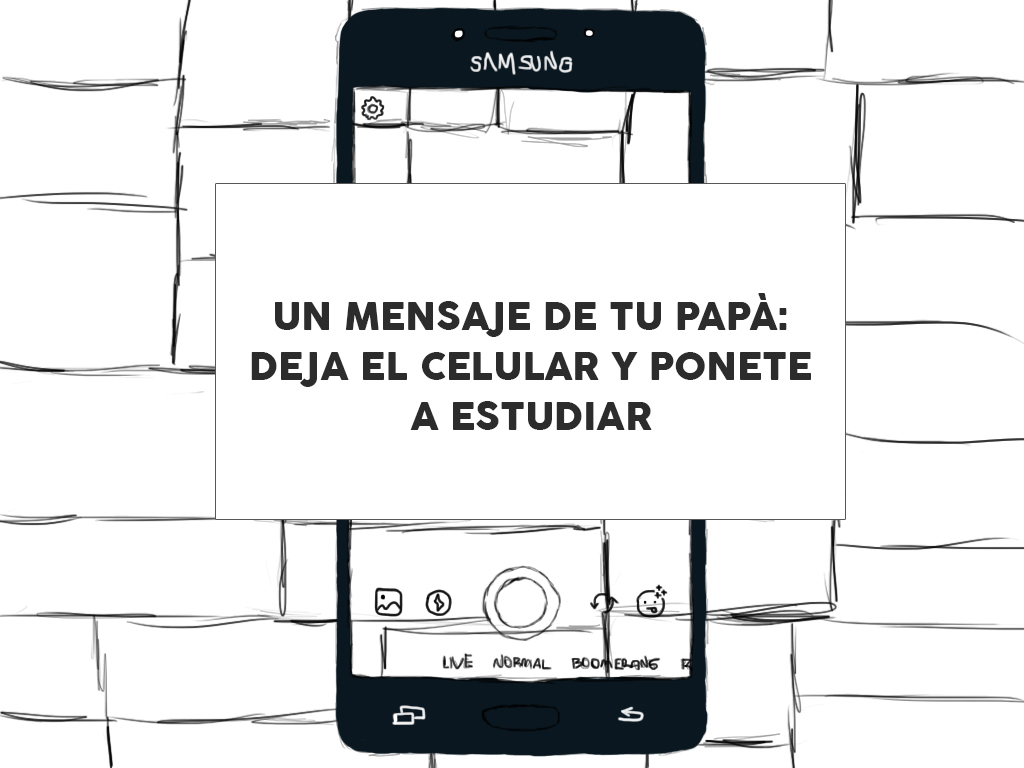 SAMSUNG
UN MENSAJE DE TU PAPÀ:
DEJA EL CELULAR Y PONETE
A ESTUDIAR
LIVE NORMAL BOOMERANG